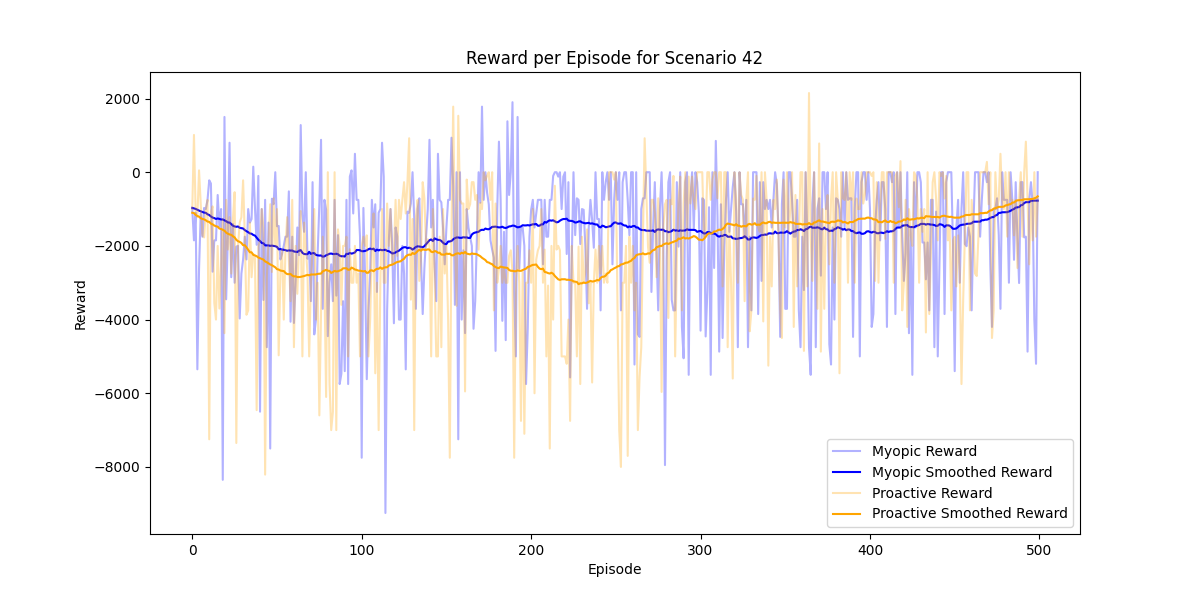 Reward per Episode for Scenario 42
2000
0
−2000
−4000
−6000
−8000
Reward
0 100 200 300 400 500
Episode
Myopic Reward
Myopic Smoothed Reward
Proactive Reward
Proactive Smoothed Reward